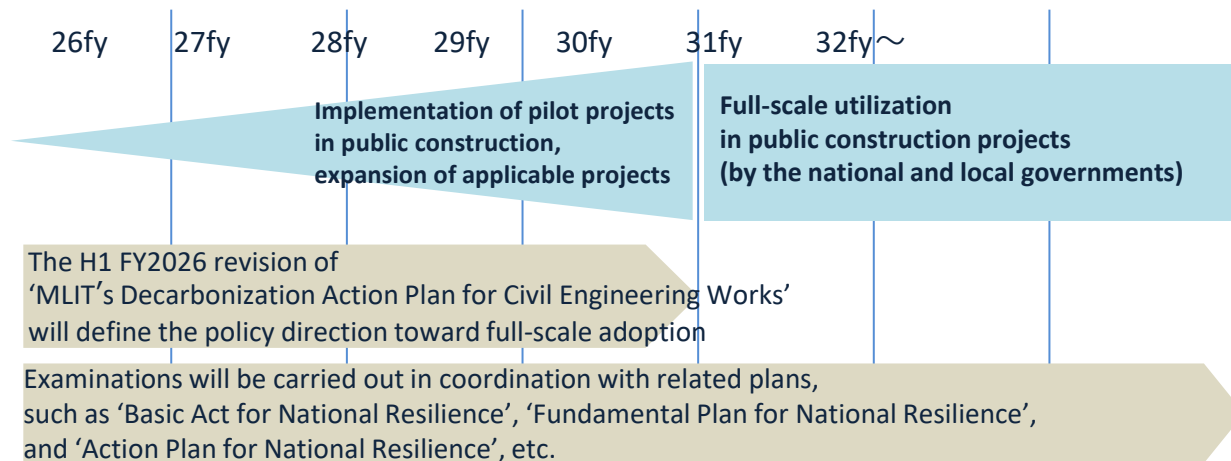 26fy 27fy 28fy 29fy 30fy 31fy 32fy～
Implementation of pilot projects
in public construction,
expansion of applicable projects
Full-scale utilization
in public construction projects
(by the national and local governments)
The H1 FY2026 revision of
‘MLIT’s Decarbonization Action Plan for Civil Engineering Works’
will define the policy direction toward full-scale adoption
Examinations will be carried out in coordination with related plans,
such as ‘Basic Act for National Resilience’, ‘Fundamental Plan for National Resilience’,
and ‘Action Plan for National Resilience’, etc.